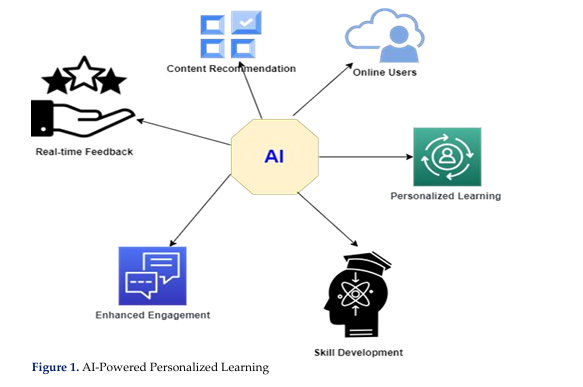 Content Recommendation
Online Users
Real-time Feedback
AI
Personalized Learning
Enhanced Engagement
Skill Development
Figure 1. AI-Powered Personalized Learning